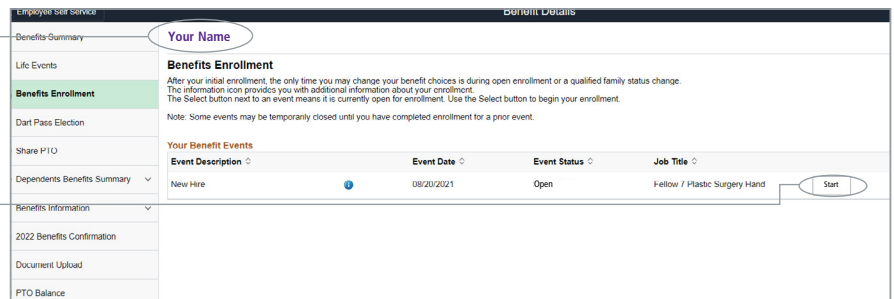 Employee Self Service
Benefit Details
Benefits Summary
Life Events
Benefits Enrollment
Dart Pass Election
Share PTO
Dependents Benefits Summary
Benefits Information
2022 Benefits Confirmation
Document Upload
PTO Balance
Your Name
Benefits Enrollment
After your initial enrollment, the only time you may change your benefit choices is during open enrollment or a qualified family status change.
The information icon provides you with additional information about your enrollment.
The Select button next to an event means it is currently open for enrollment. Use the Select button to begin your enrollment.
Note: Some events may be temporarily closed until you have completed enrollment for a prior event.
Your Benefit Events
Event Description Event Date Event Status Job Title
New Hire 08/20/2021 Open Fellow 7 Plastic Surgery Hand Start